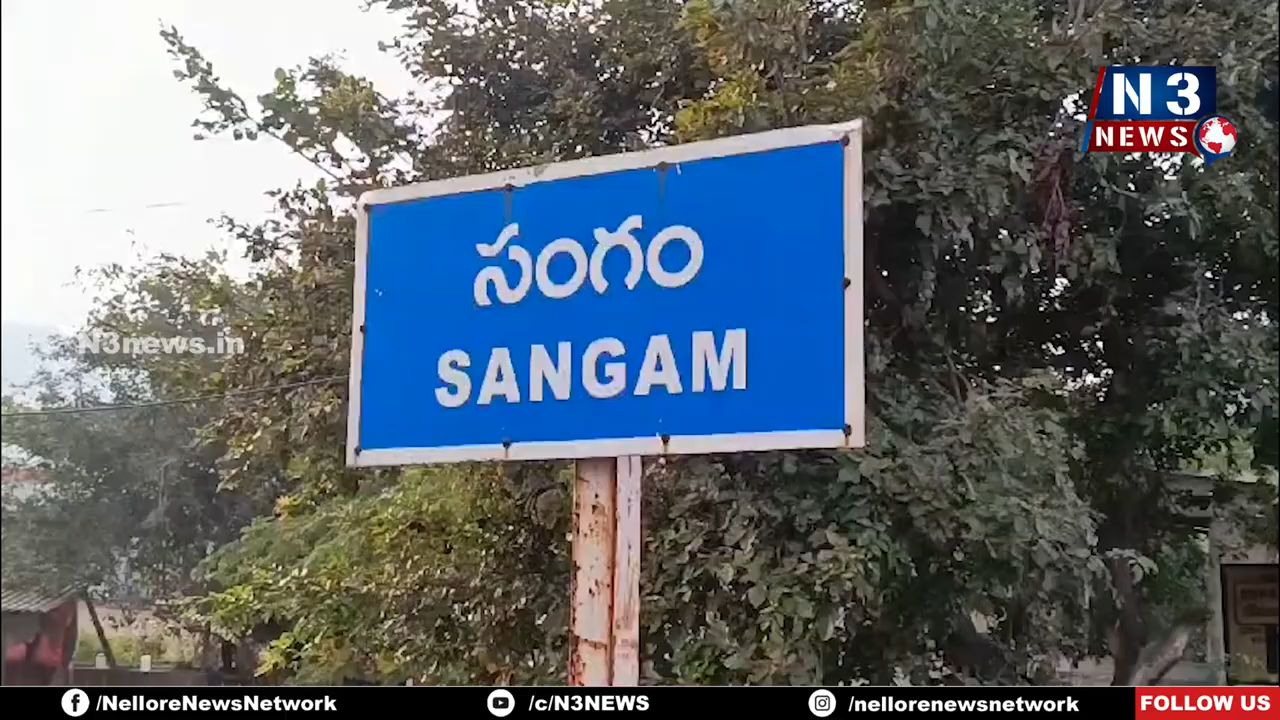 N3
NEWS
సంగం
SANGAM
N3news.in
/NelloreNewsNetwork
/c/N3NEWS
/nellorenewsnetwork
FOLLOW US